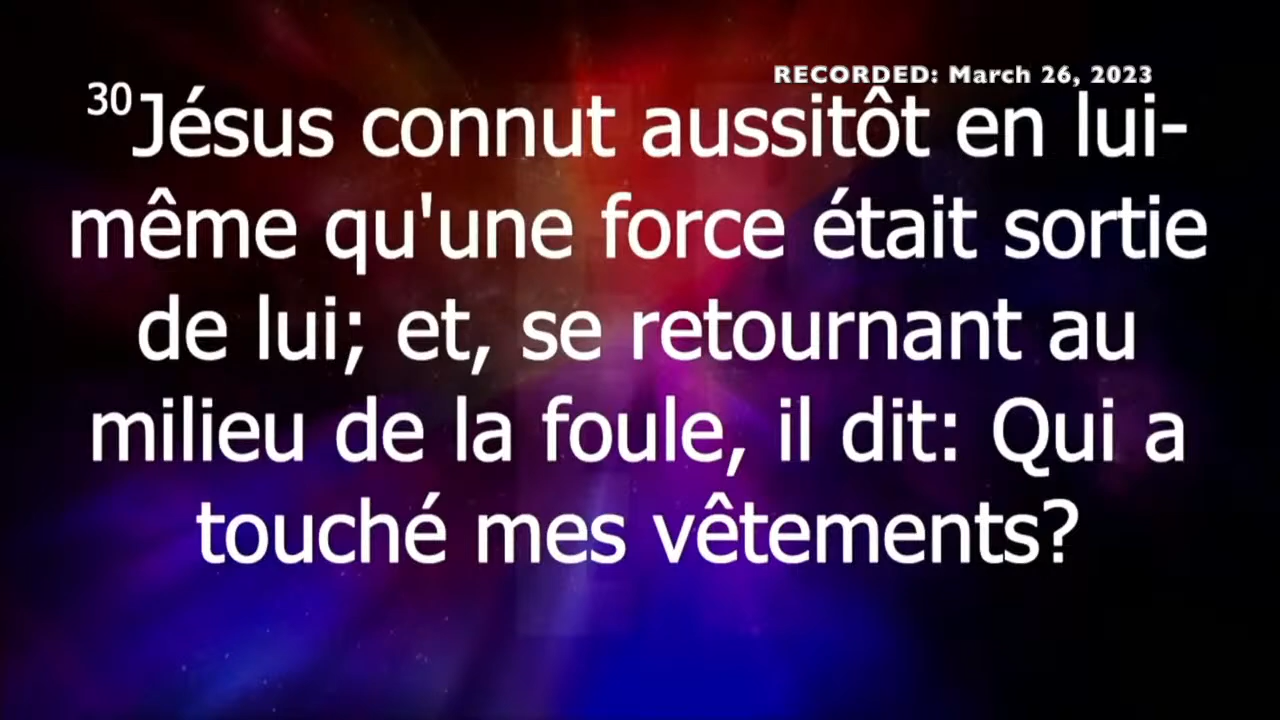 RECORDED: March 26, 2023
30Jésus connut aussitôt en lui-
même qu'une force était sortie
de lui; et, se retournant au
milieu de la foule, il dit: Qui a
touché mes vêtements?